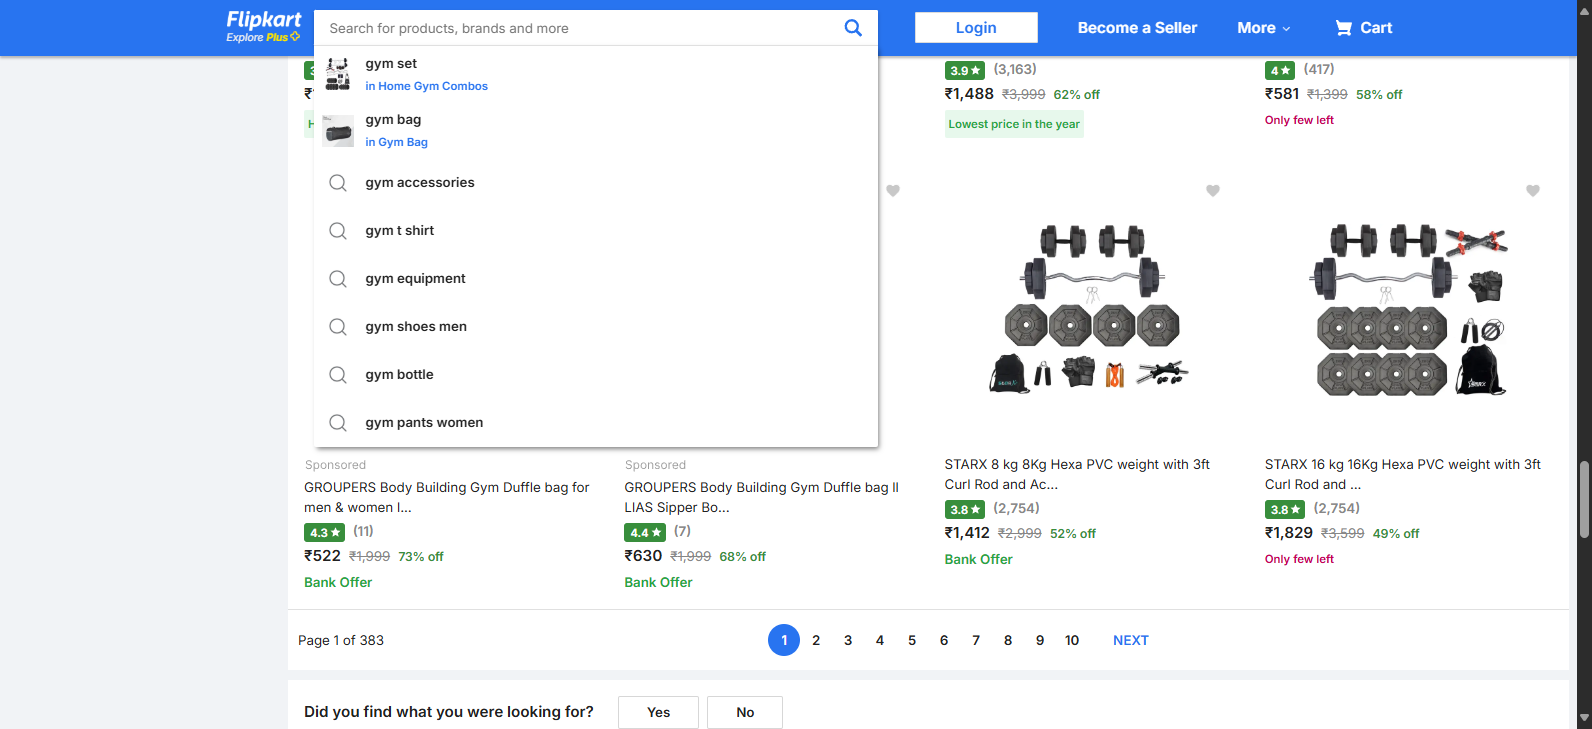 Flipkart
Explore Plus
Search for products, brands and more
Login
Become a Seller
More
Cart
gym set
in Home Gym Combos
gym bag
in Gym Bag
gym accessories
gym t shirt
gym equipment
gym shoes men
gym bottle
gym pants women
3.9★ (3,163)
₹1,488 ₹3,999 62% off
Lowest price in the year
4★ (417)
₹581 ₹1,399 58% off
Only few left
Sponsored
GROUPERS Body Building Gym Duffle bag for
men & women I...
4.3★ (11)
₹522 ₹1,999 73% off
Bank Offer
Sponsored
GROUPERS Body Building Gym Duffle bag II
LIAS Sipper Bo...
4.4★ (7)
₹630 ₹1,999 68% off
Bank Offer
STARX 8 kg 8Kg Hexa PVC weight with 3ft
Curl Rod and Ac...
3.8★ (2,754)
₹1,412 ₹2,999 52% off
Bank Offer
STARX 16 kg 16Kg Hexa PVC weight with 3ft
Curl Rod and ...
3.8★ (2,754)
₹1,829 ₹3,599 49% off
Only few left
Page 1 of 383
1 2 3 4 5 6 7 8 9 10 NEXT
Did you find what you were looking for?
Yes
No